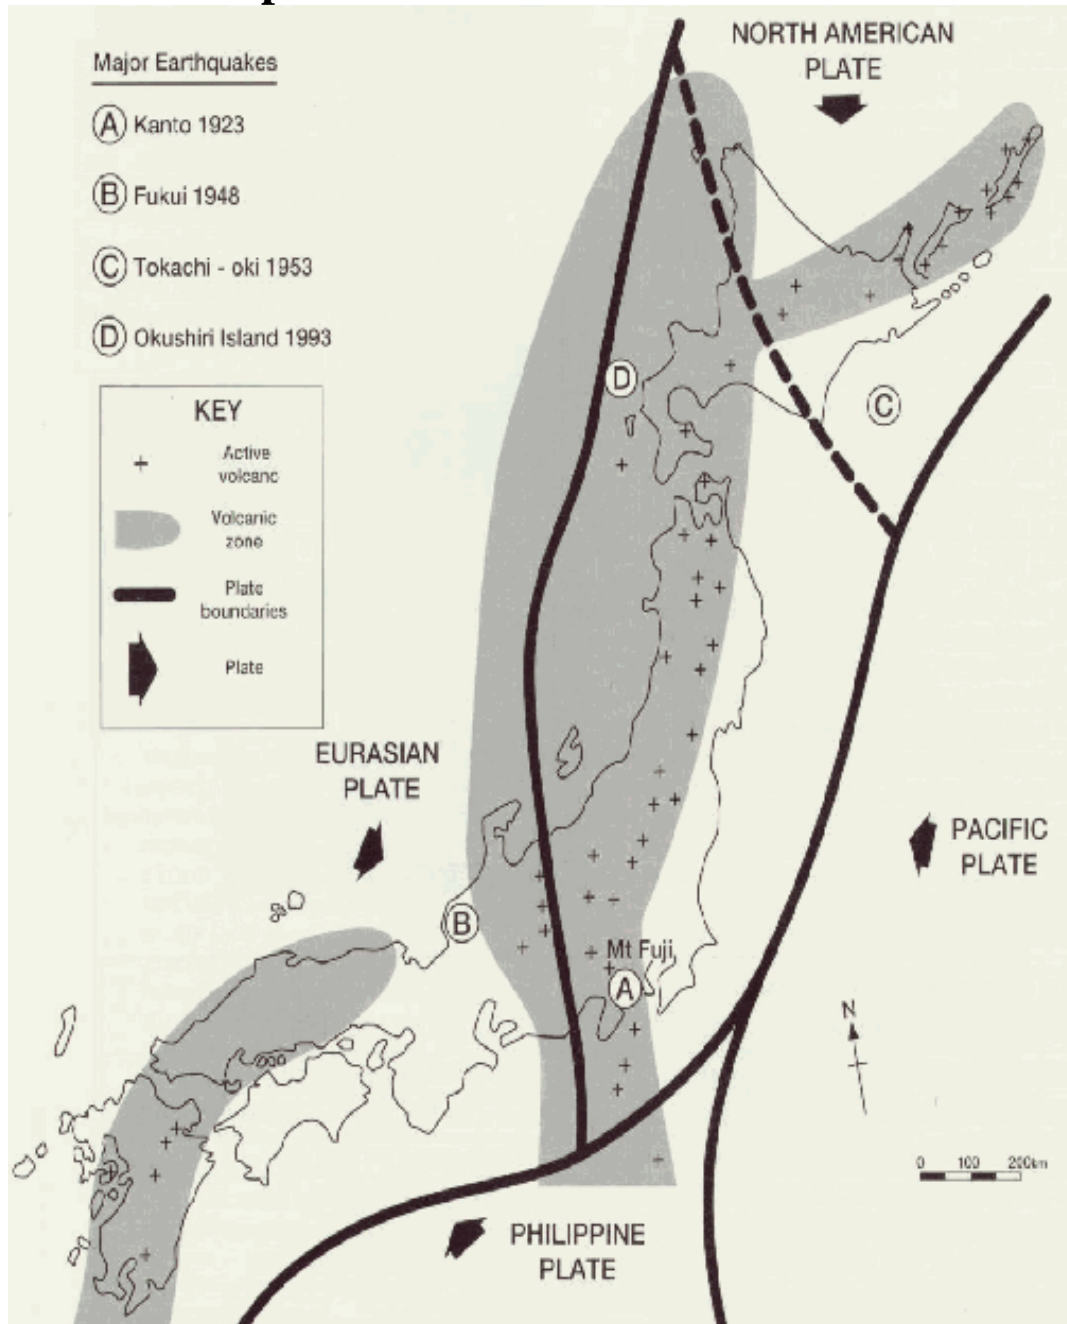 Major Earthquakes
A Kanto 1923
B Fukui 1948
C Tokachi - oki 1953
D Okushiri Island 1993
KEY
Active
volcano
Volcanic
zone
Plate
boundaries
Plate
NORTH AMERICAN
PLATE
D
C
EURASIAN
PLATE
PACIFIC
PLATE
B
Mt Fuji
A
N
0 100 200km
PHILIPPINE
PLATE